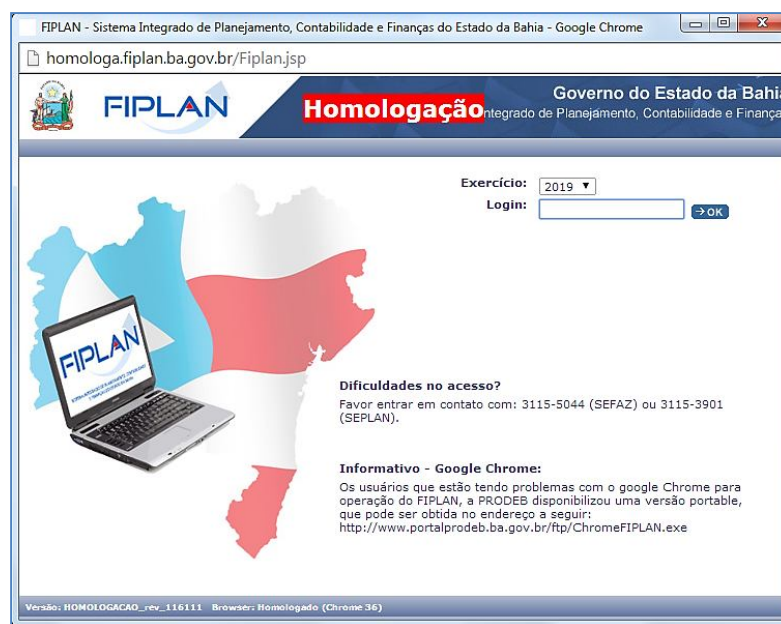 FIPLAN - Sistema Integrado de Planejamento, Contabilidade e Finanças do Estado da Bahia - Google Chrome
homologa.fiplan.ba.gov.br/Fiplan.jsp
FIPLAN
Homologação
Governo do Estado da Bahia
ntegrado de Planejamento, Contabilidade e Finança
Exercício: 2019
Login: OK
FIPLAN
Dificuldades no acesso?
Favor entrar em contato com: 3115-5044 (SEFAZ) ou 3115-3901
(SEPLAN).
Informativo - Google Chrome:
Os usuários que estão tendo problemas com o google Chrome para
operação do FIPLAN, a PRODEB disponibilizou uma versão portable,
que pode ser obtida no endereço a seguir:
http://www.portalprodeb.ba.gov.br/ftp/ChromeFIPLAN.exe
Versão: HOMOLOGACAO_rev_116111 Browser: Homologado (Chrome 36)